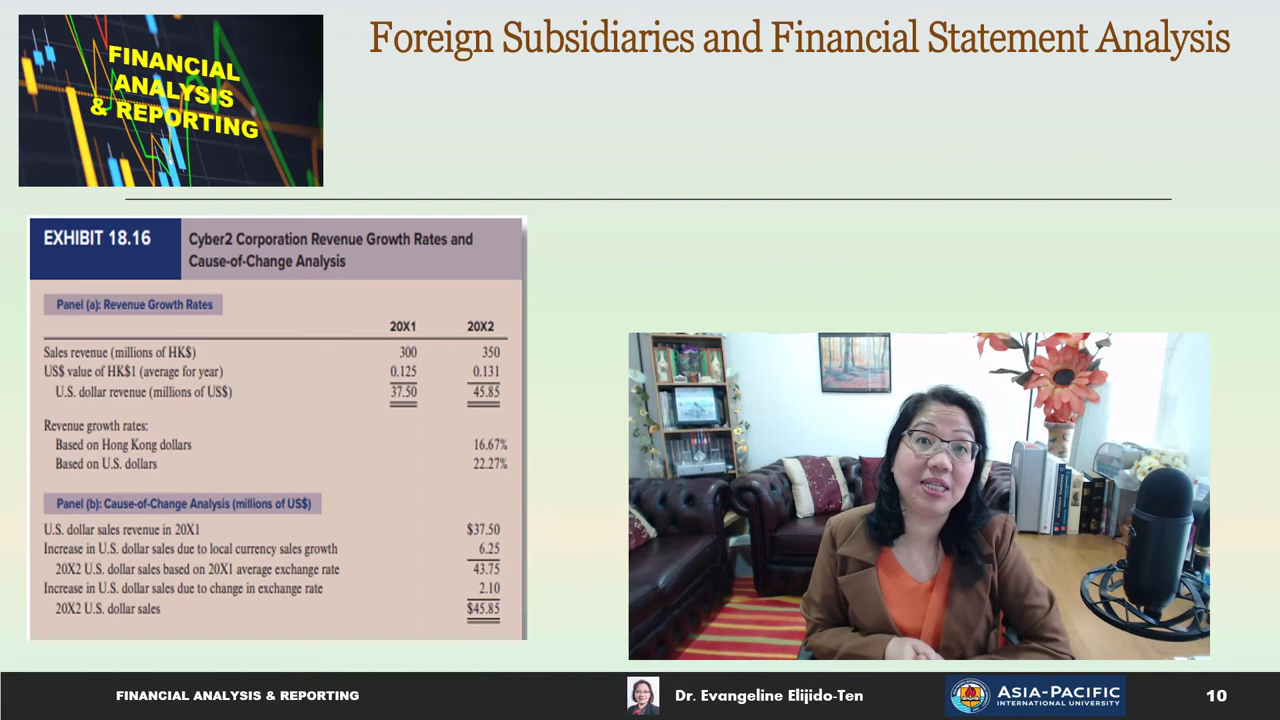 FINANCIAL
ANALYSIS
& REPORTING
Foreign Subsidiaries and Financial Statement Analysis
EXHIBIT 18.16
Cyber2 Corporation Revenue Growth Rates and
Cause-of-Change Analysis
Panel (a): Revenue Growth Rates
20X1 20X2
Sales revenue (millions of HK$) 300 350
US$ value of HK$1 (average for year) 0.125 0.131
U.S. dollar revenue (millions of US$) 37.50 45.85
Revenue growth rates:
Based on Hong Kong dollars 16.67%
Based on U.S. dollars 22.27%
Panel (b): Cause-of-Change Analysis (millions of US$)
U.S. dollar sales revenue in 20X1 $37.50
Increase in U.S. dollar sales due to local currency sales growth 6.25
20X2 U.S. dollar sales based on 20X1 average exchange rate 43.75
Increase in U.S. dollar sales due to change in exchange rate 2.10
20X2 U.S. dollar sales $45.85
FINANCIAL ANALYSIS & REPORTING
Dr. Evangeline Elijido-Ten
ASIA-PACIFIC
INTERNATIONAL UNIVERSITY
10